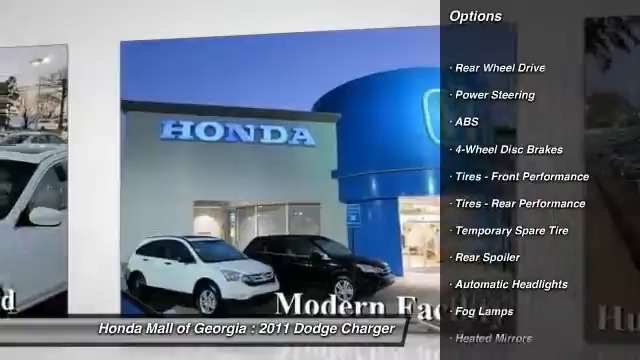 Options
· Rear Wheel Drive
· Power Steering
· ABS
· 4-Wheel Disc Brakes
· Tires - Front Performance
· Tires - Rear Performance
· Temporary Spare Tire
· Rear Spoiler
· Automatic Headlights
· Fog Lamps
· Heated Mirrors
HONDA
Modern
Honda Mall of Georgia : 2011 Dodge Charger